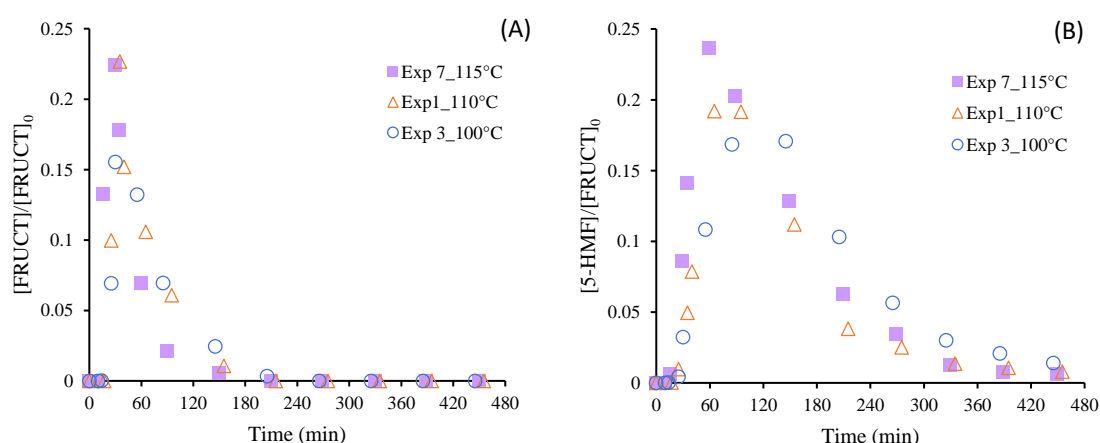 (A)
0.25
0.2
0.15
0.1
0.05
0
[FRUCT]/[FRUCT]0
Exp 7_115°C
Exp1_110°C
Exp 3_100°C
0 60 120 180 240 300 360 420 480
Time (min)
(B)
0.25
0.2
0.15
0.1
0.05
0
[5-HMF]/[FRUCT]0
Exp 7_115°C
Exp1_110°C
Exp 3_100°C
0 60 120 180 240 300 360 420 480
Time (min)